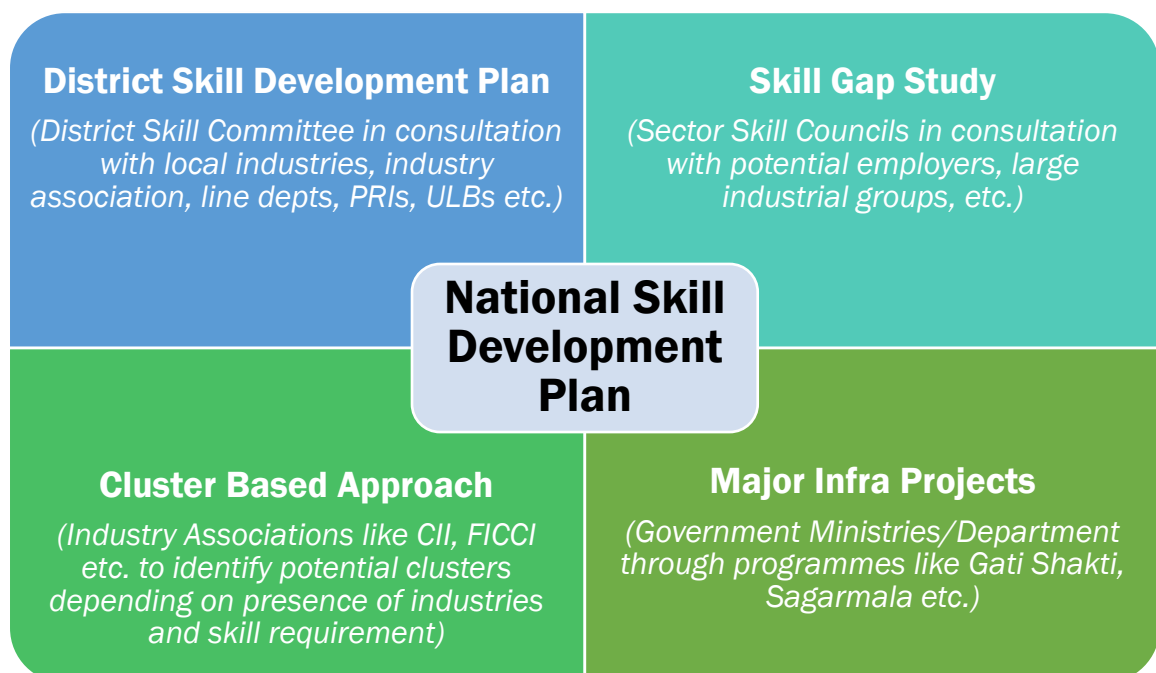 District Skill Development Plan
(District Skill Committee in consultation
with local industries, industry
association, line depts, PRIs, ULBs etc.)
Skill Gap Study
(Sector Skill Councils in consultation
with potential employers, large
industrial groups, etc.)
National Skill
Development
Plan
Cluster Based Approach
(Industry Associations like CII, FICCI
etc. to identify potential clusters
depending on presence of industries
and skill requirement)
Major Infra Projects
(Government Ministries/Department
through programmes like Gati Shakti,
Sagarmala etc.)